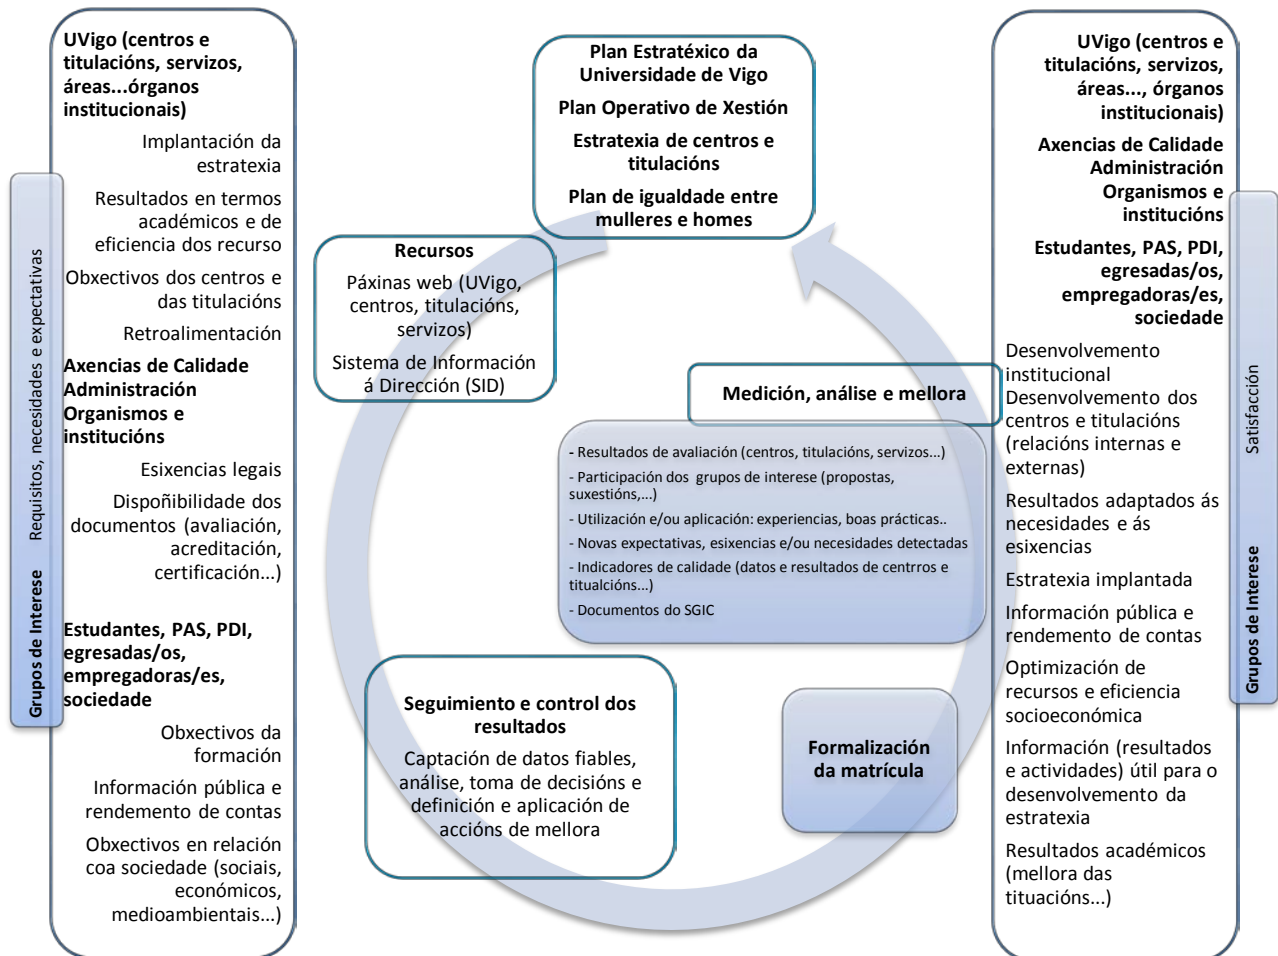 UVigo (centros e
titulacións, servizos,
áreas...órganos
institucionais)
Implantación da
estratexia
Resultados en termos
académicos e de
eficiencia dos recurso
Obxectivos dos centros e
das titulacións
Retroalimentación
Axencias de Calidade
Administración
Organismos e
institucións
Esixencias legais
Dispoñibilidade dos
documentos (avaliación,
acreditación,
certificación...)
Estudantes, PAS, PDI,
egresadas/os,
empregadoras/es,
sociedade
Obxectivos da
formación
Información pública e
rendemento de contas
Obxectivos en relación
coa sociedade (sociais,
económicos,
medioambientais...)
Grupos de Interese Requisitos, necesidades e expectativas
Plan Estratéxico da
Universidade de Vigo
Plan Operativo de Xestión
Estratexia de centros e
titulacións
Plan de igualdade entre
mulleres e homes
Recursos
Páxinas web (UVigo,
centros, titulacións,
servizos)
Sistema de Información
á Dirección (SID)
Medición, análise e mellora
- Resultados de avaliación (centros, titulacións, servizos...)
- Participación dos grupos de interese (propostas,
suxestións,...)
- Utilización e/ou aplicación: experiencias, boas prácticas..
- Novas expectativas, esixencias e/ou necesidades detectadas
- Indicadores de calidade (datos e resultados de centrros e
titualcións...)
- Documentos do SGIC
Seguimiento e control dos
resultados
Captación de datos fiables,
análise, toma de decisións e
definición e aplicación de
accións de mellora
Formalización
da matrícula
UVigo (centros e
titulacións, servizos,
áreas..., órganos
institucionais)
Axencias de Calidade
Administración
Organismos e
institucións
Estudantes, PAS, PDI,
egresadas/os,
empregadoras/es,
sociedade
Desenvolvemento
institucional
Desenvolvemento dos
centros e titulacións
(relacións internas e
externas)
Resultados adaptados ás
necesidades e ás
esixencias
Estratexia implantada
Información pública e
rendemento de contas
Optimización de
recursos e eficiencia
socioeconómica
Información (resultados
e actividades) útil para o
desenvolvemento da
estratexia
Resultados académicos
(mellora das
tituacións...)
Grupos de Interese Satisfacción